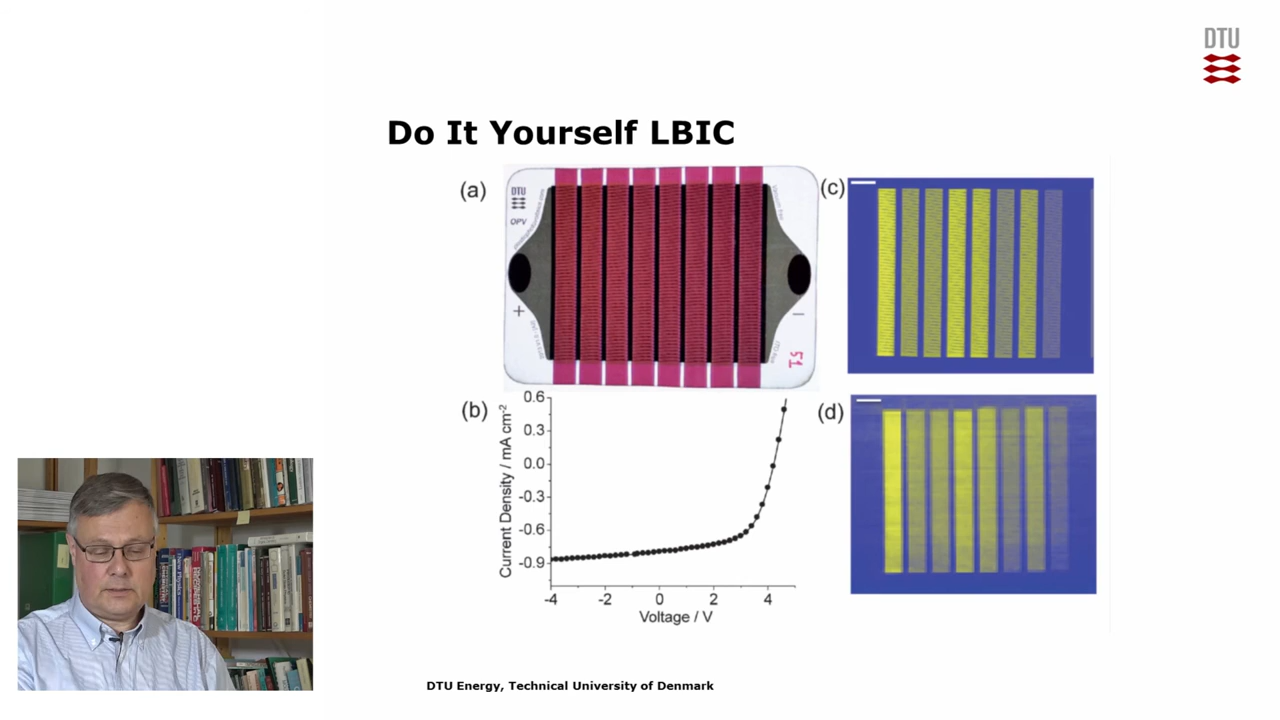 DTU
Do It Yourself LBIC
(a)
DTU
OPV
+
−
51
(b)
Current Density / mA cm⁻²
0.6
0.3
0.0
-0.3
-0.6
-0.9
-4
-2
0
2
4
Voltage / V
(c)
(d)
DTU Energy, Technical University of Denmark